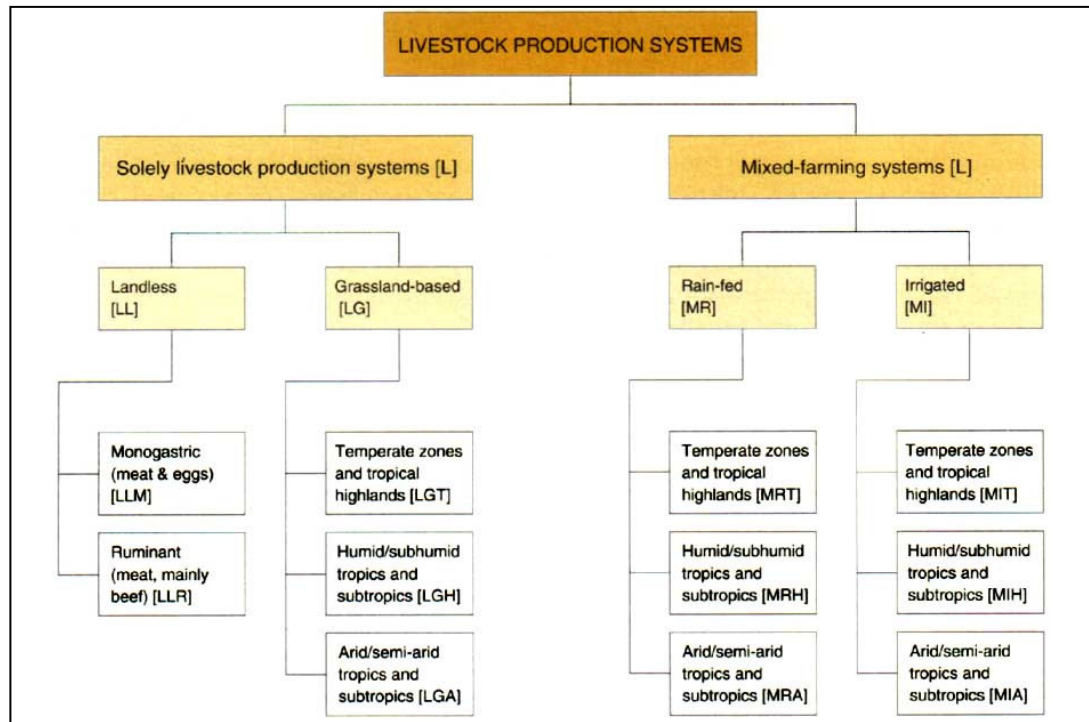 LIVESTOCK PRODUCTION SYSTEMS
Solely livestock production systems [L]
Mixed-farming systems [L]
Landless
[LL]
Grassland-based
[LG]
Rain-fed
[MR]
Irrigated
[MI]
Monogastric
(meat & eggs)
[LLM]
Ruminant
(meat, mainly
beef) [LLR]
Temperate zones
and tropical
highlands [LGT]
Humid/subhumid
tropics and
subtropics [LGH]
Arid/semi-arid
tropics and
subtropics [LGA]
Temperate zones
and tropical
highlands [MRT]
Humid/subhumid
tropics and
subtropics [MRH]
Arid/semi-arid
tropics and
subtropics [MRA]
Temperate zones
and tropical
highlands [MIT]
Humid/subhumid
tropics and
subtropics [MIH]
Arid/semi-arid
tropics and
subtropics [MIA]